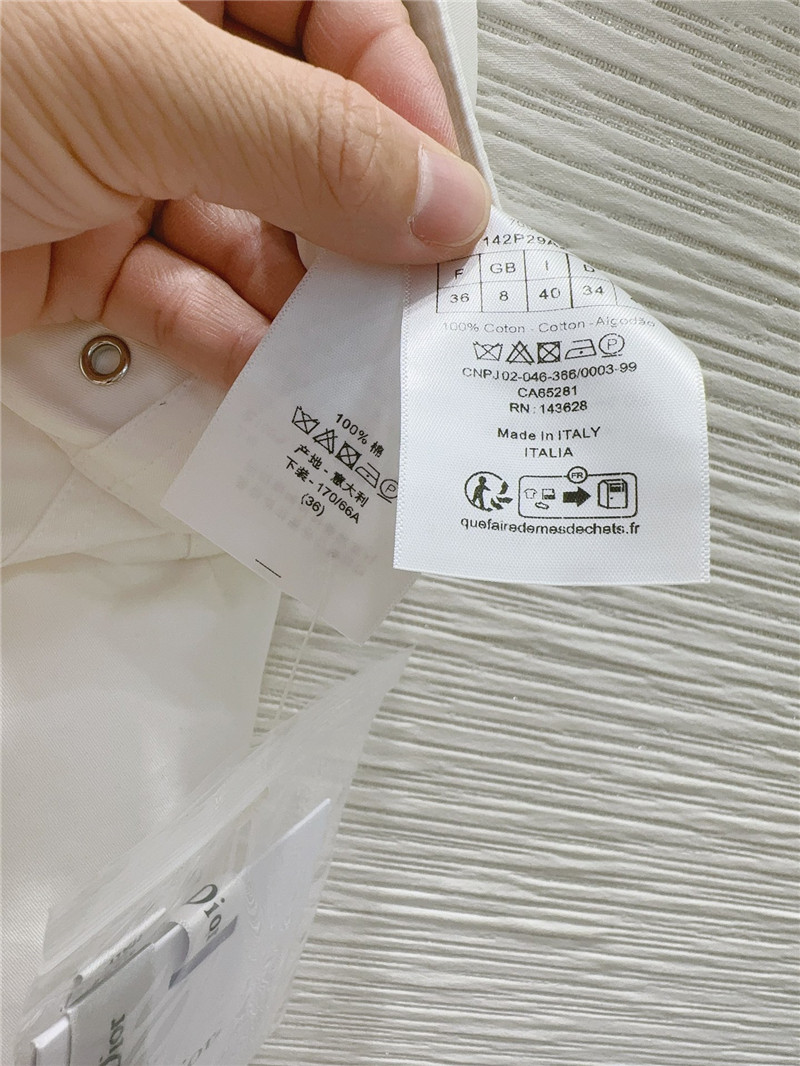 142P29A
F GB I D
36 8 40 34
100% Coton - Cotton - Algodão
P
CNPJ 02-046-366/0003-99
CA65281
RN: 143628
Made in ITALY
ITALIA
FR
quefairedemesdechets.fr
100% 棉
P
产地 - 意大利
下装 - 170/66A
(36)
Dior
Dior